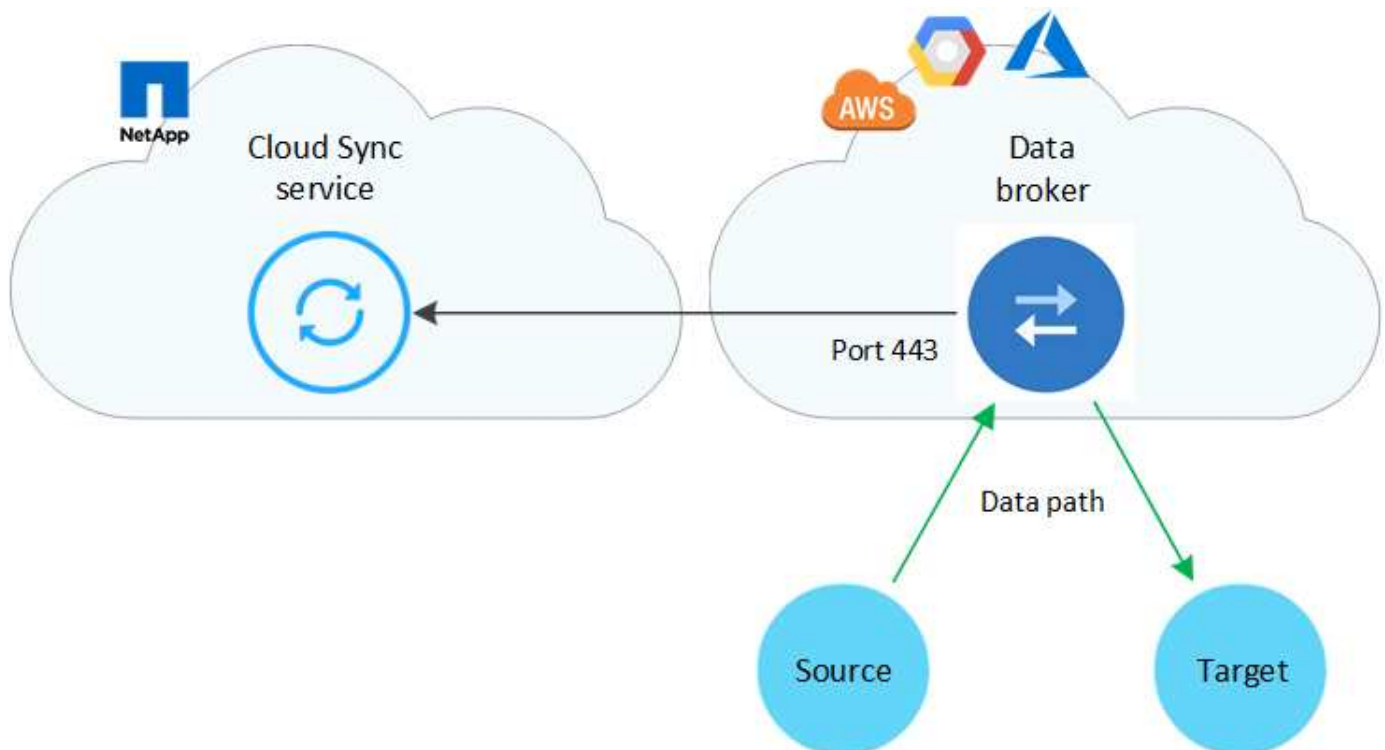 NetApp
Cloud Sync
service
AWS
Data
broker
Port 443
Data path
Source
Target